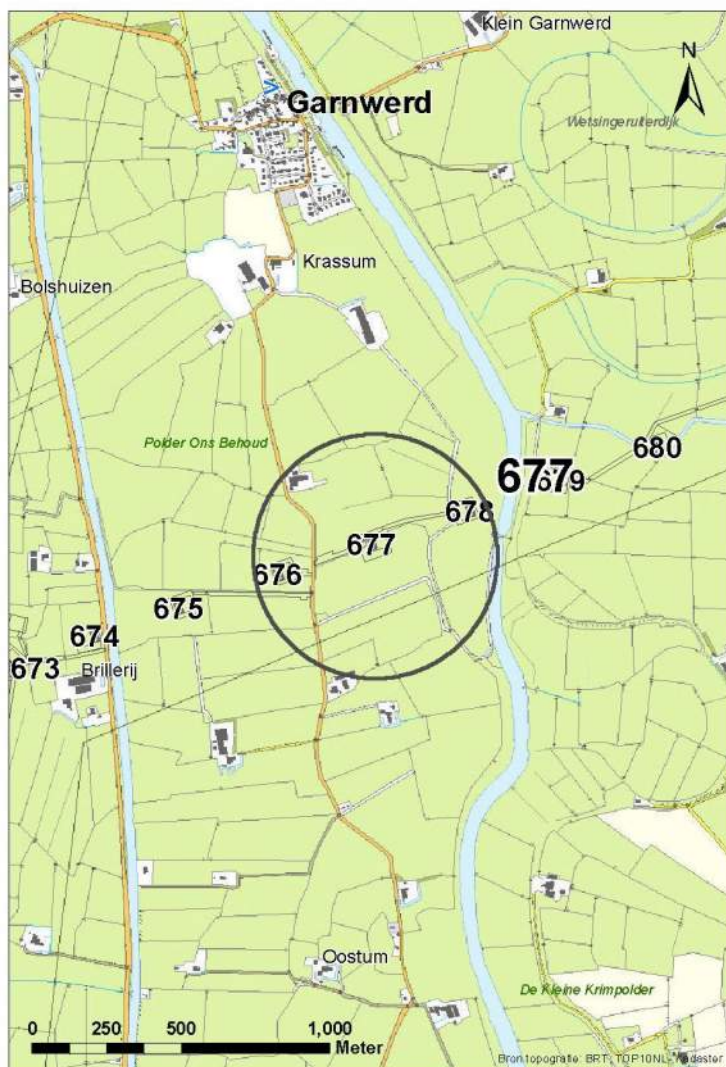 Klein Garnwerd
N
Garnwerd
Wetsingeruiterdijk
Krassum
Bolshuizen
Polder Ons Behoud
680
677
679
678
677
676
675
674
673
Brillerij
Oostum
De Kleine Krimpolder
0 250 500 1,000
Meter
Bron topografie: BRT, TOP10NL - Kadaster